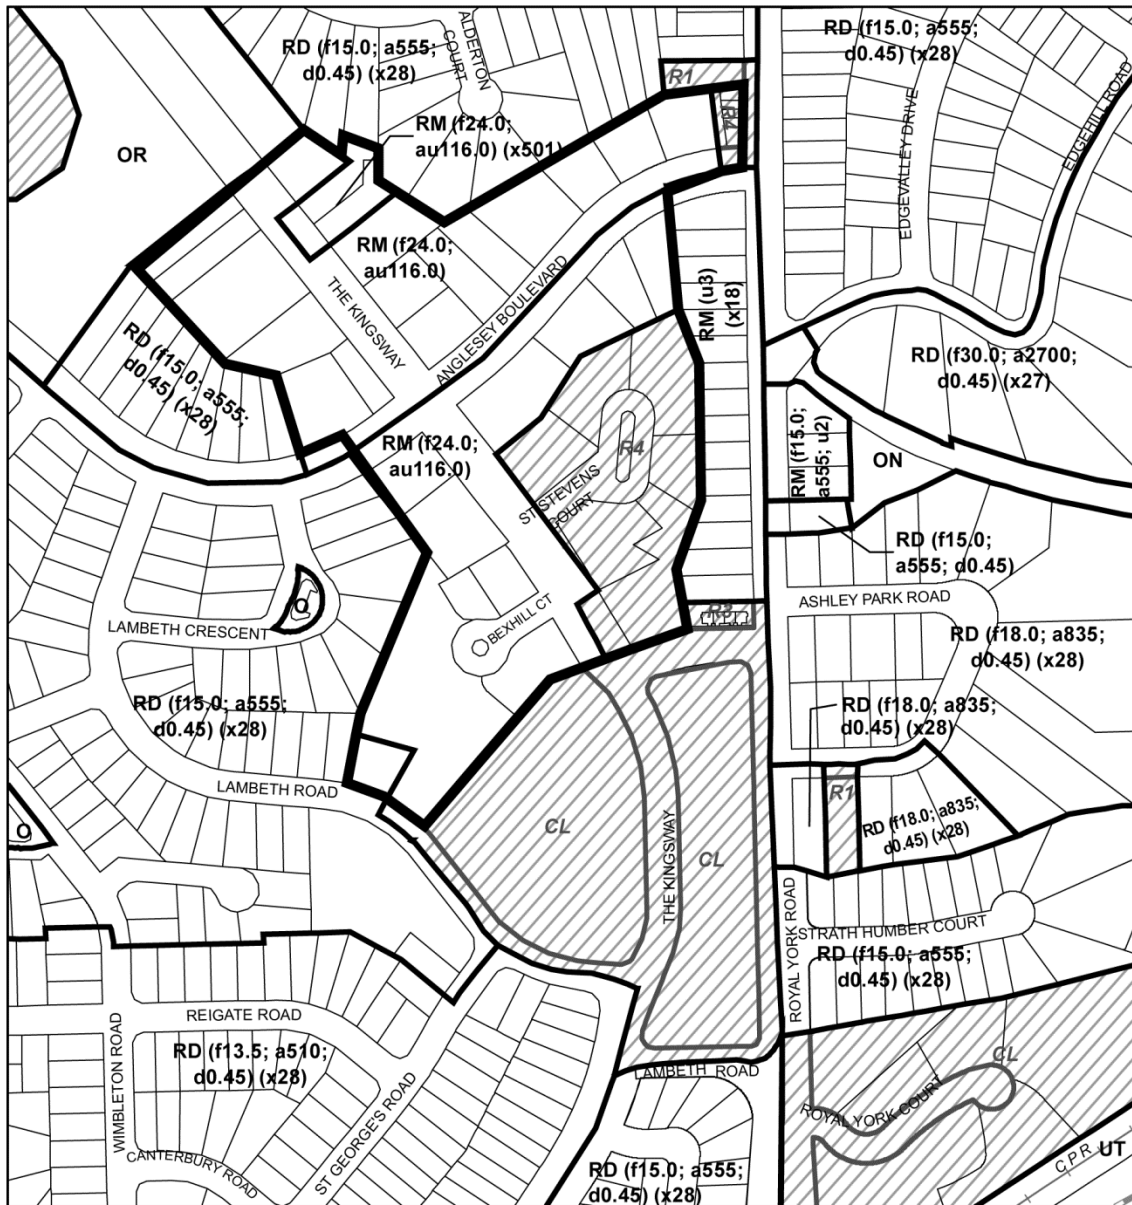 RD (f15.0; a555;
d0.45) (x28)
ALDERTON
COURT
R1
RD (f15.0; a555;
d0.45) (x28)
EDGEVALLEY DRIVE
EDGEHILL ROAD
OR
RM (f24.0;
au116.0) (x501)
R4
RM (f24.0;
au116.0)
THE KINGSWAY
ANGLESEY BOULEVARD
RM (u3)
(x18)
RD (f15.0; a555;
d0.45) (x28)
RD (f30.0; a2700;
d0.45) (x27)
RM (f24.0;
au116.0)
R4
ST STEVENS
COURT
RM (f15.0;
a555; u2)
ON
RD (f15.0;
a555; d0.45)
ASHLEY PARK ROAD
R3
BEXHILL CT
O
LAMBETH CRESCENT
RD (f18.0; a835;
d0.45) (x28)
RD (f15.0; a555;
d0.45) (x28)
RD (f18.0; a835;
d0.45) (x28)
LAMBETH ROAD
R1
RD (f18.0; a835;
d0.45) (x28)
O
CL
CL
THE KINGSWAY
ROYAL YORK ROAD
STRATH HUMBER COURT
RD (f15.0; a555;
d0.45) (x28)
REIGATE ROAD
WIMBLETON ROAD
RD (f13.5; a510;
d0.45) (x28)
ST GEORGE'S ROAD
CANTERBURY ROAD
LAMBETH ROAD
CL
ROYAL YORK COURT
RD (f15.0; a555;
d0.45) (x28)
CPR
UT